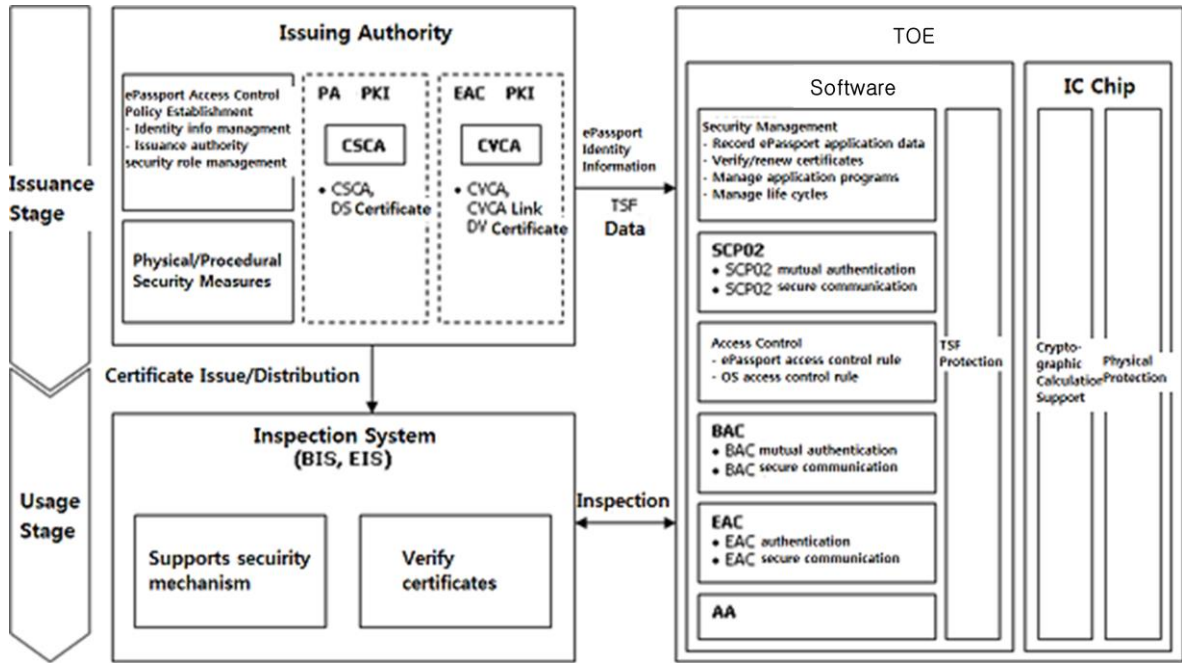 Issuance
Stage
Usage
Stage
Issuing Authority
ePassport Access Control
Policy Establishment
- Identity info managment
- Issuance authority
security role management
Physical/Procedural
Security Measures
PA PKI
CSCA
• CSCA,
DS Certificate
EAC PKI
CVCA
• CVCA,
CVCA Link
DV Certificate
ePassport
Identity
Information
TSF
Data
Certificate Issue/Distribution
Inspection System
(BIS, EIS)
Supports secuirity
mechanism
Verify
certificates
Inspection
TOE
Software
Security Management
- Record ePassport application data
- Verify/renew certificates
- Manage application programs
- Manage life cycles
SCP02
• SCP02 mutual authentication
• SCP02 secure communication
Access Control
- ePassport access control rule
- OS access control rule
BAC
• BAC mutual authentication
• BAC secure communication
EAC
• EAC authentication
• EAC secure communication
AA
TSF
Protection
IC Chip
Crypto-
graphic
Calculation
Support
Physical
Protection